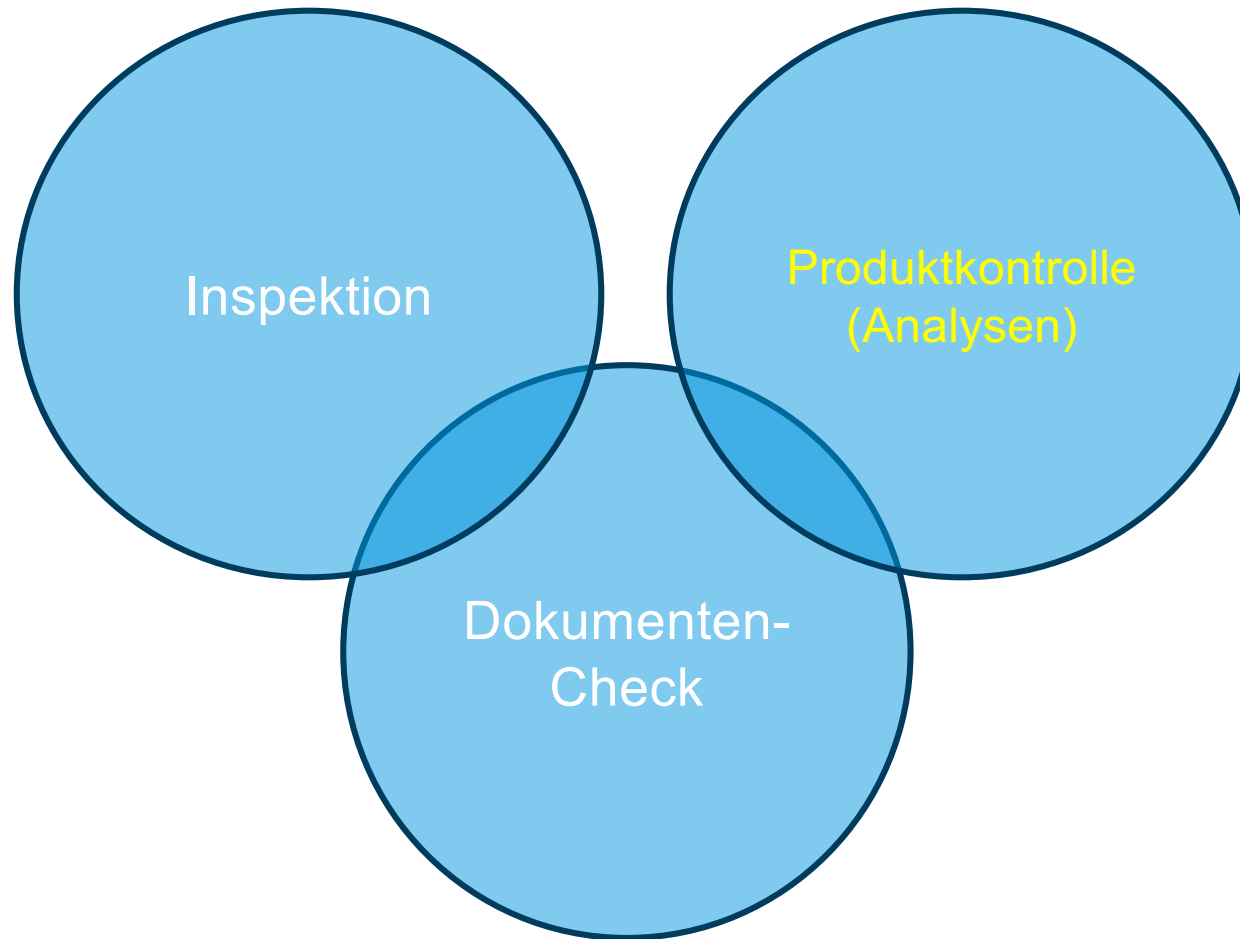 Inspektion
Produktkontrolle
(Analysen)
Dokumenten-
Check